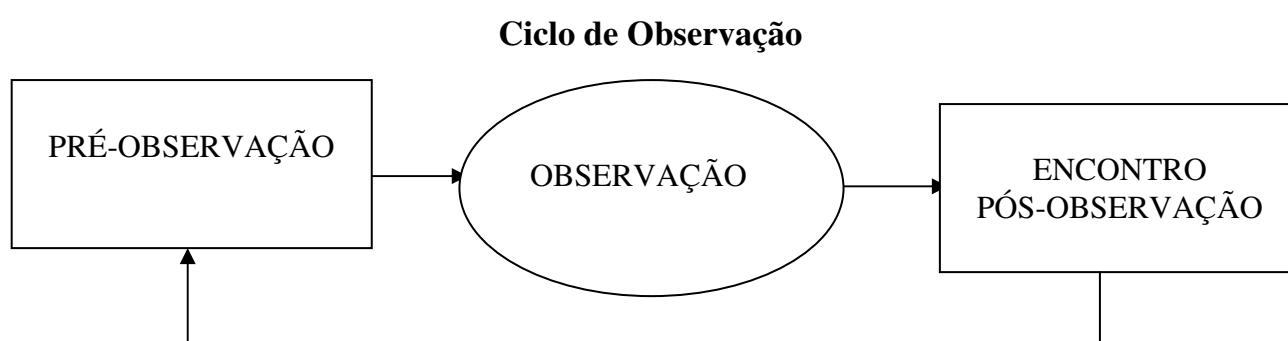 Ciclo de Observação
PRÉ-OBSERVAÇÃO
OBSERVAÇÃO
ENCONTRO
PÓS-OBSERVAÇÃO